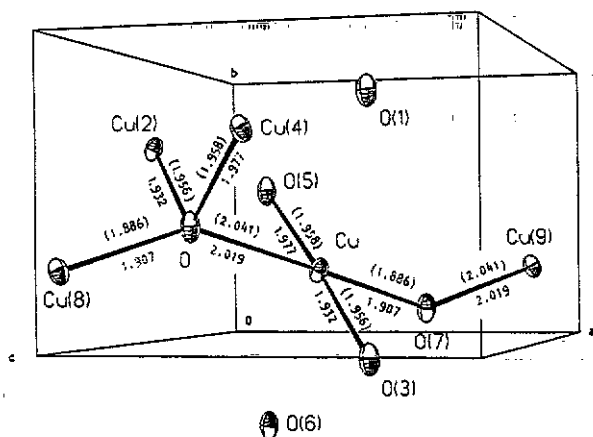 b
Cu(2)
Cu(4)
O(1)
(1.956)
1.932
(1.958)
1.977
O(5)
(1.958)
1.977
(1.886)
1.907
O
(2.041)
2.019
Cu
Cu(9)
Cu(8)
(1.886)
1.907
(2.041)
2.019
(1.956)
1.932
O(7)
0
a
c
O(3)
O(6)